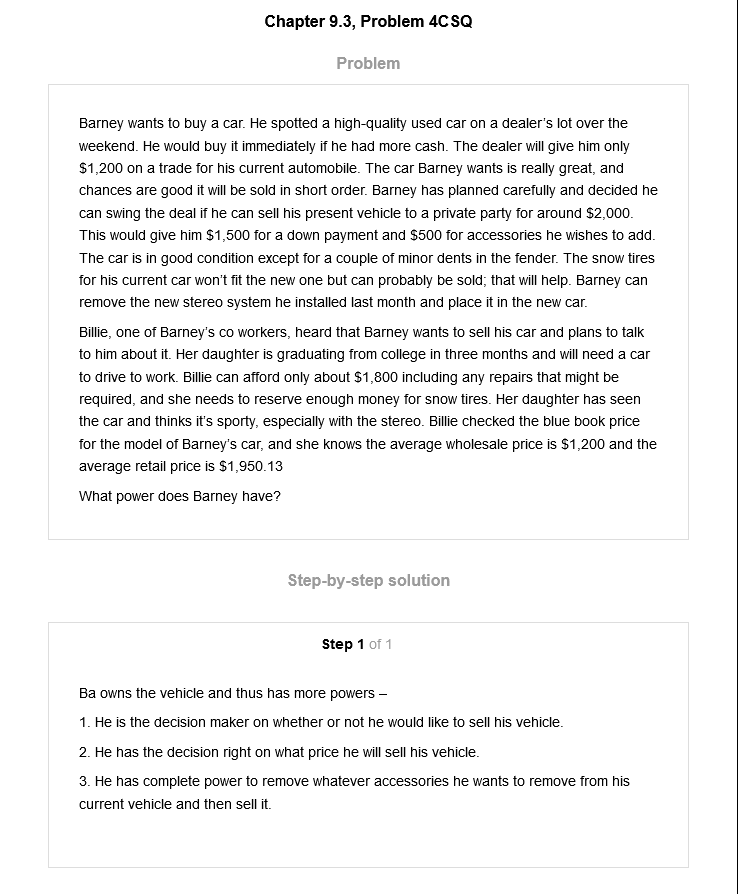 Chapter 9.3, Problem 4CSQ
Problem
Barney wants to buy a car. He spotted a high-quality used car on a dealer's lot over the
weekend. He would buy it immediately if he had more cash. The dealer will give him only
$1,200 on a trade for his current automobile. The car Barney wants is really great, and
chances are good it will be sold in short order. Barney has planned carefully and decided he
can swing the deal if he can sell his present vehicle to a private party for around $2,000.
This would give him $1,500 for a down payment and $500 for accessories he wishes to add.
The car is in good condition except for a couple of minor dents in the fender. The snow tires
for his current car won't fit the new one but can probably be sold; that will help. Barney can
remove the new stereo system he installed last month and place it in the new car.
Billie, one of Barney's co workers, heard that Barney wants to sell his car and plans to talk
to him about it. Her daughter is graduating from college in three months and will need a car
to drive to work. Billie can afford only about $1,800 including any repairs that might be
required, and she needs to reserve enough money for snow tires. Her daughter has seen
the car and thinks it's sporty, especially with the stereo. Billie checked the blue book price
for the model of Barney's car, and she knows the average wholesale price is $1,200 and the
average retail price is $1,950.13
What power does Barney have?
Step-by-step solution
Step 1 of 1
Ba owns the vehicle and thus has more powers –
1. He is the decision maker on whether or not he would like to sell his vehicle.
2. He has the decision right on what price he will sell his vehicle.
3. He has complete power to remove whatever accessories he wants to remove from his
current vehicle and then sell it.